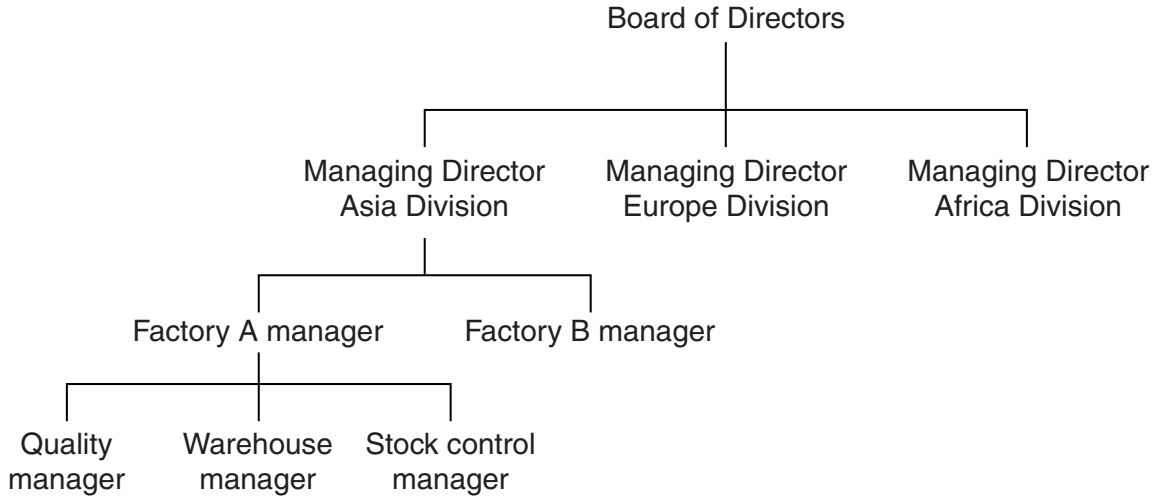 Board of Directors
Managing Director
Asia Division
Managing Director
Europe Division
Managing Director
Africa Division
Factory A manager
Factory B manager
Quality
manager
Warehouse
manager
Stock control
manager